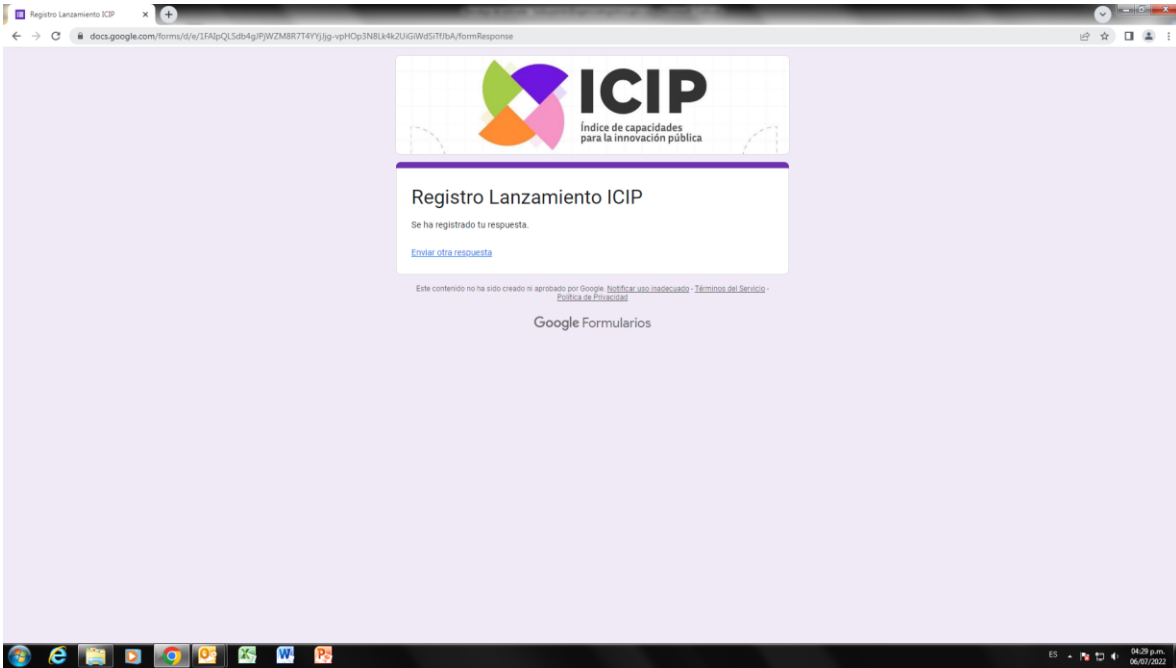 Registro Lanzamiento ICIP
docs.google.com/forms/d/e/1FAIpQLSdb4gJPjWZM8R7T4YYjJjg-vpHOp3N8Lk4k2UiGiWdSiTfJbA/formResponse
ICIP
Índice de capacidades
para la innovación pública
Registro Lanzamiento ICIP
Se ha registrado tu respuesta.
Enviar otra respuesta
Este contenido no ha sido creado ni aprobado por Google. Notificar uso inadecuado - Términos del Servicio -
Política de Privacidad
Google Formularios
ES
04:29 p.m.
06/07/2022